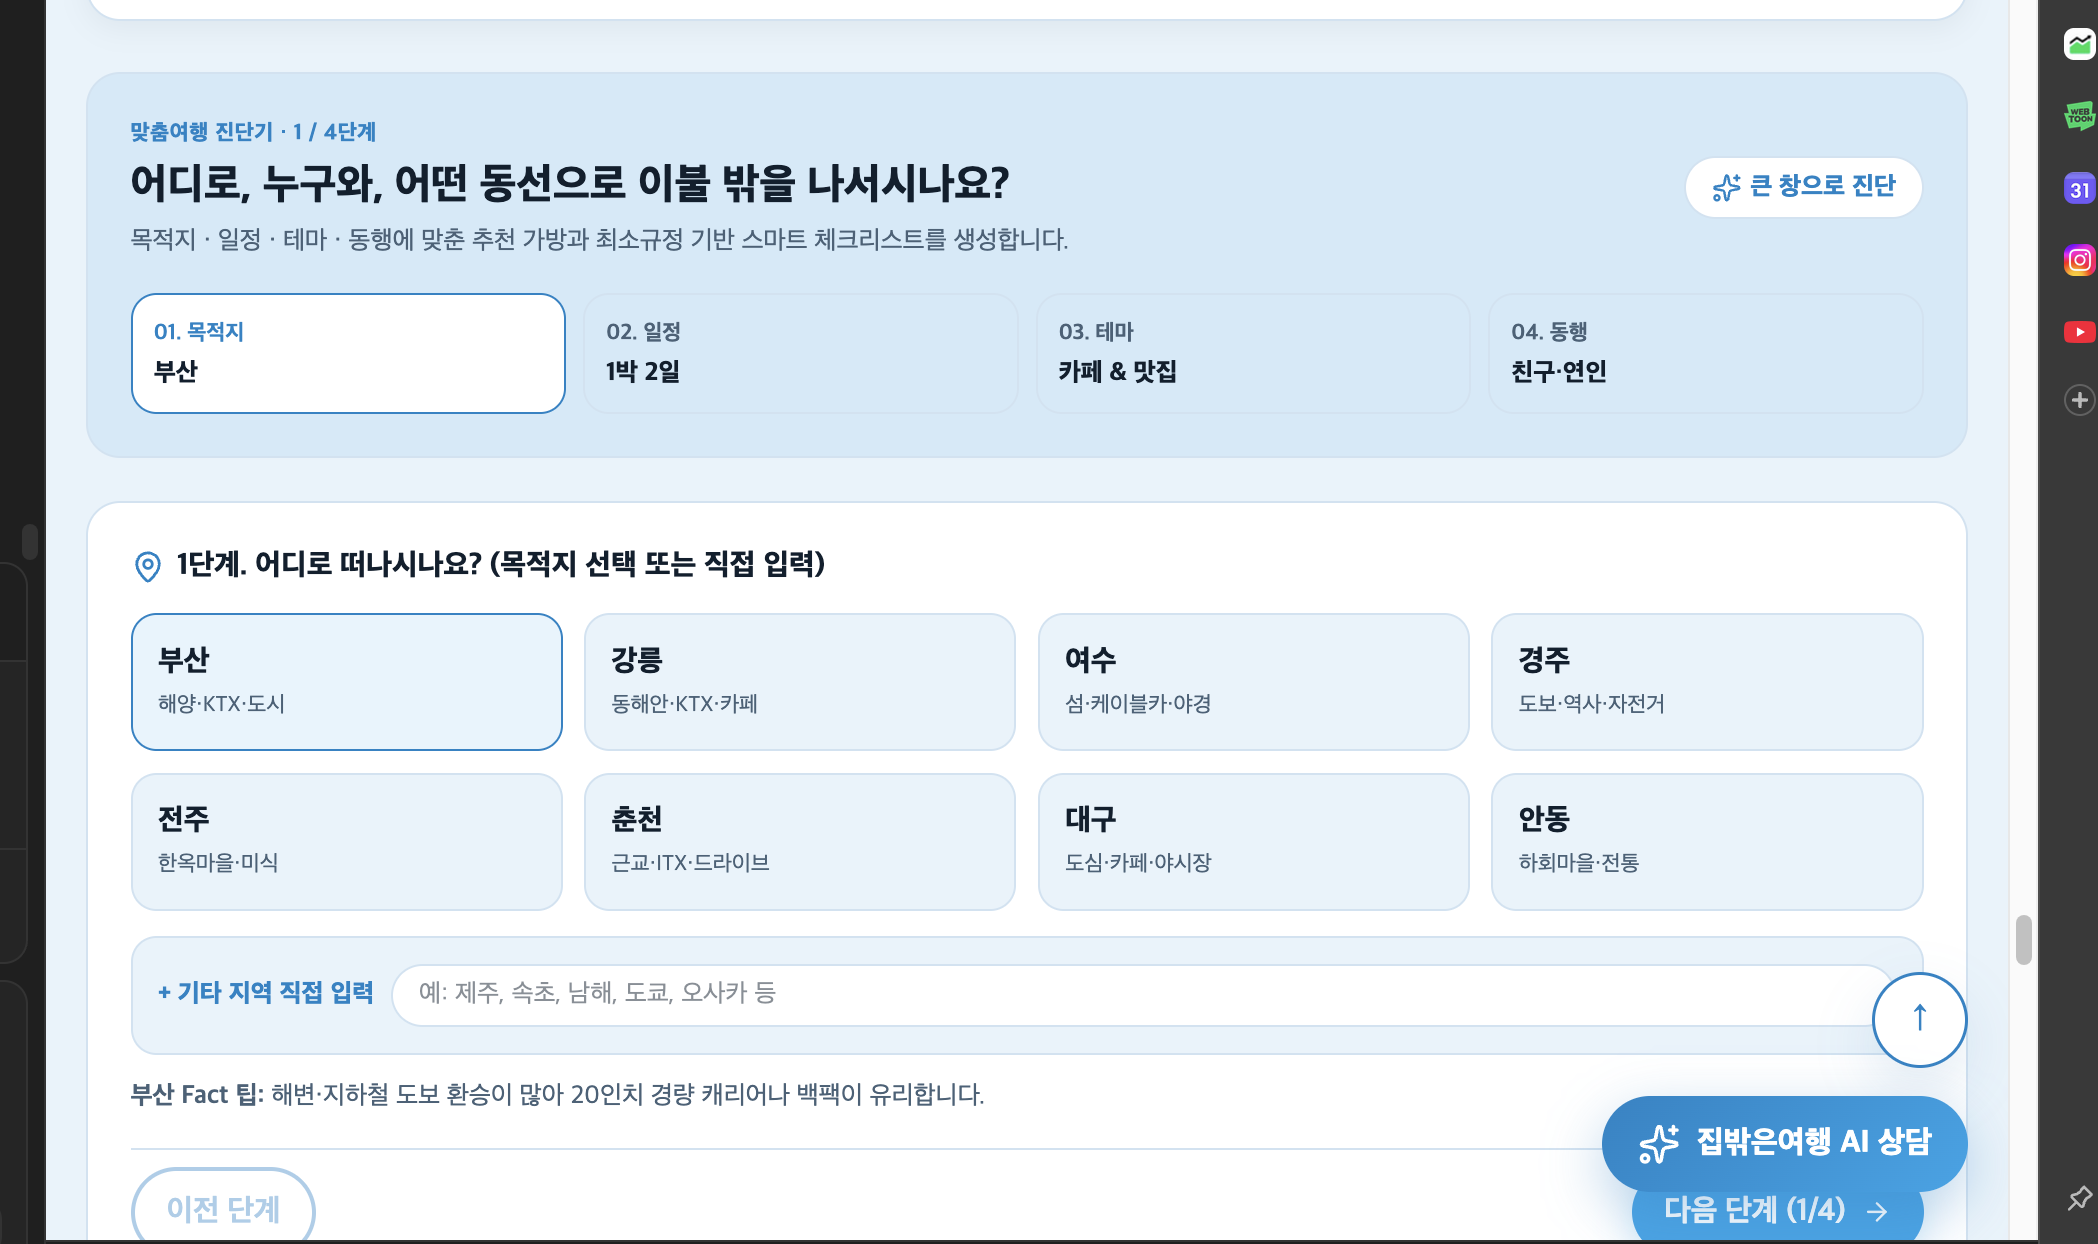 맞춤여행 진단기 · 1 / 4단계
어디로, 누구와, 어떤 동선으로 이불 밖을 나서시나요?
목적지 · 일정 · 테마 · 동행에 맞춘 추천 가방과 최소규정 기반 스마트 체크리스트를 생성합니다.
큰 창으로 진단
01. 목적지
부산
02. 일정
1박 2일
03. 테마
카페 & 맛집
04. 동행
친구·연인
1단계. 어디로 떠나시나요? (목적지 선택 또는 직접 입력)
부산
해양·KTX·도시
강릉
동해안·KTX·카페
여수
섬·케이블카·야경
경주
도보·역사·자전거
전주
한옥마을·미식
춘천
근교·ITX·드라이브
대구
도심·카페·야시장
안동
하회마을·전통
+ 기타 지역 직접 입력
예: 제주, 속초, 남해, 도쿄, 오사카 등
↑
부산 Fact 팁: 해변·지하철 도보 환승이 많아 20인치 경량 캐리어나 백팩이 유리합니다.
집밖은여행 AI 상담
이전 단계
다음 단계 (1/4) →
WEB
TOON
31